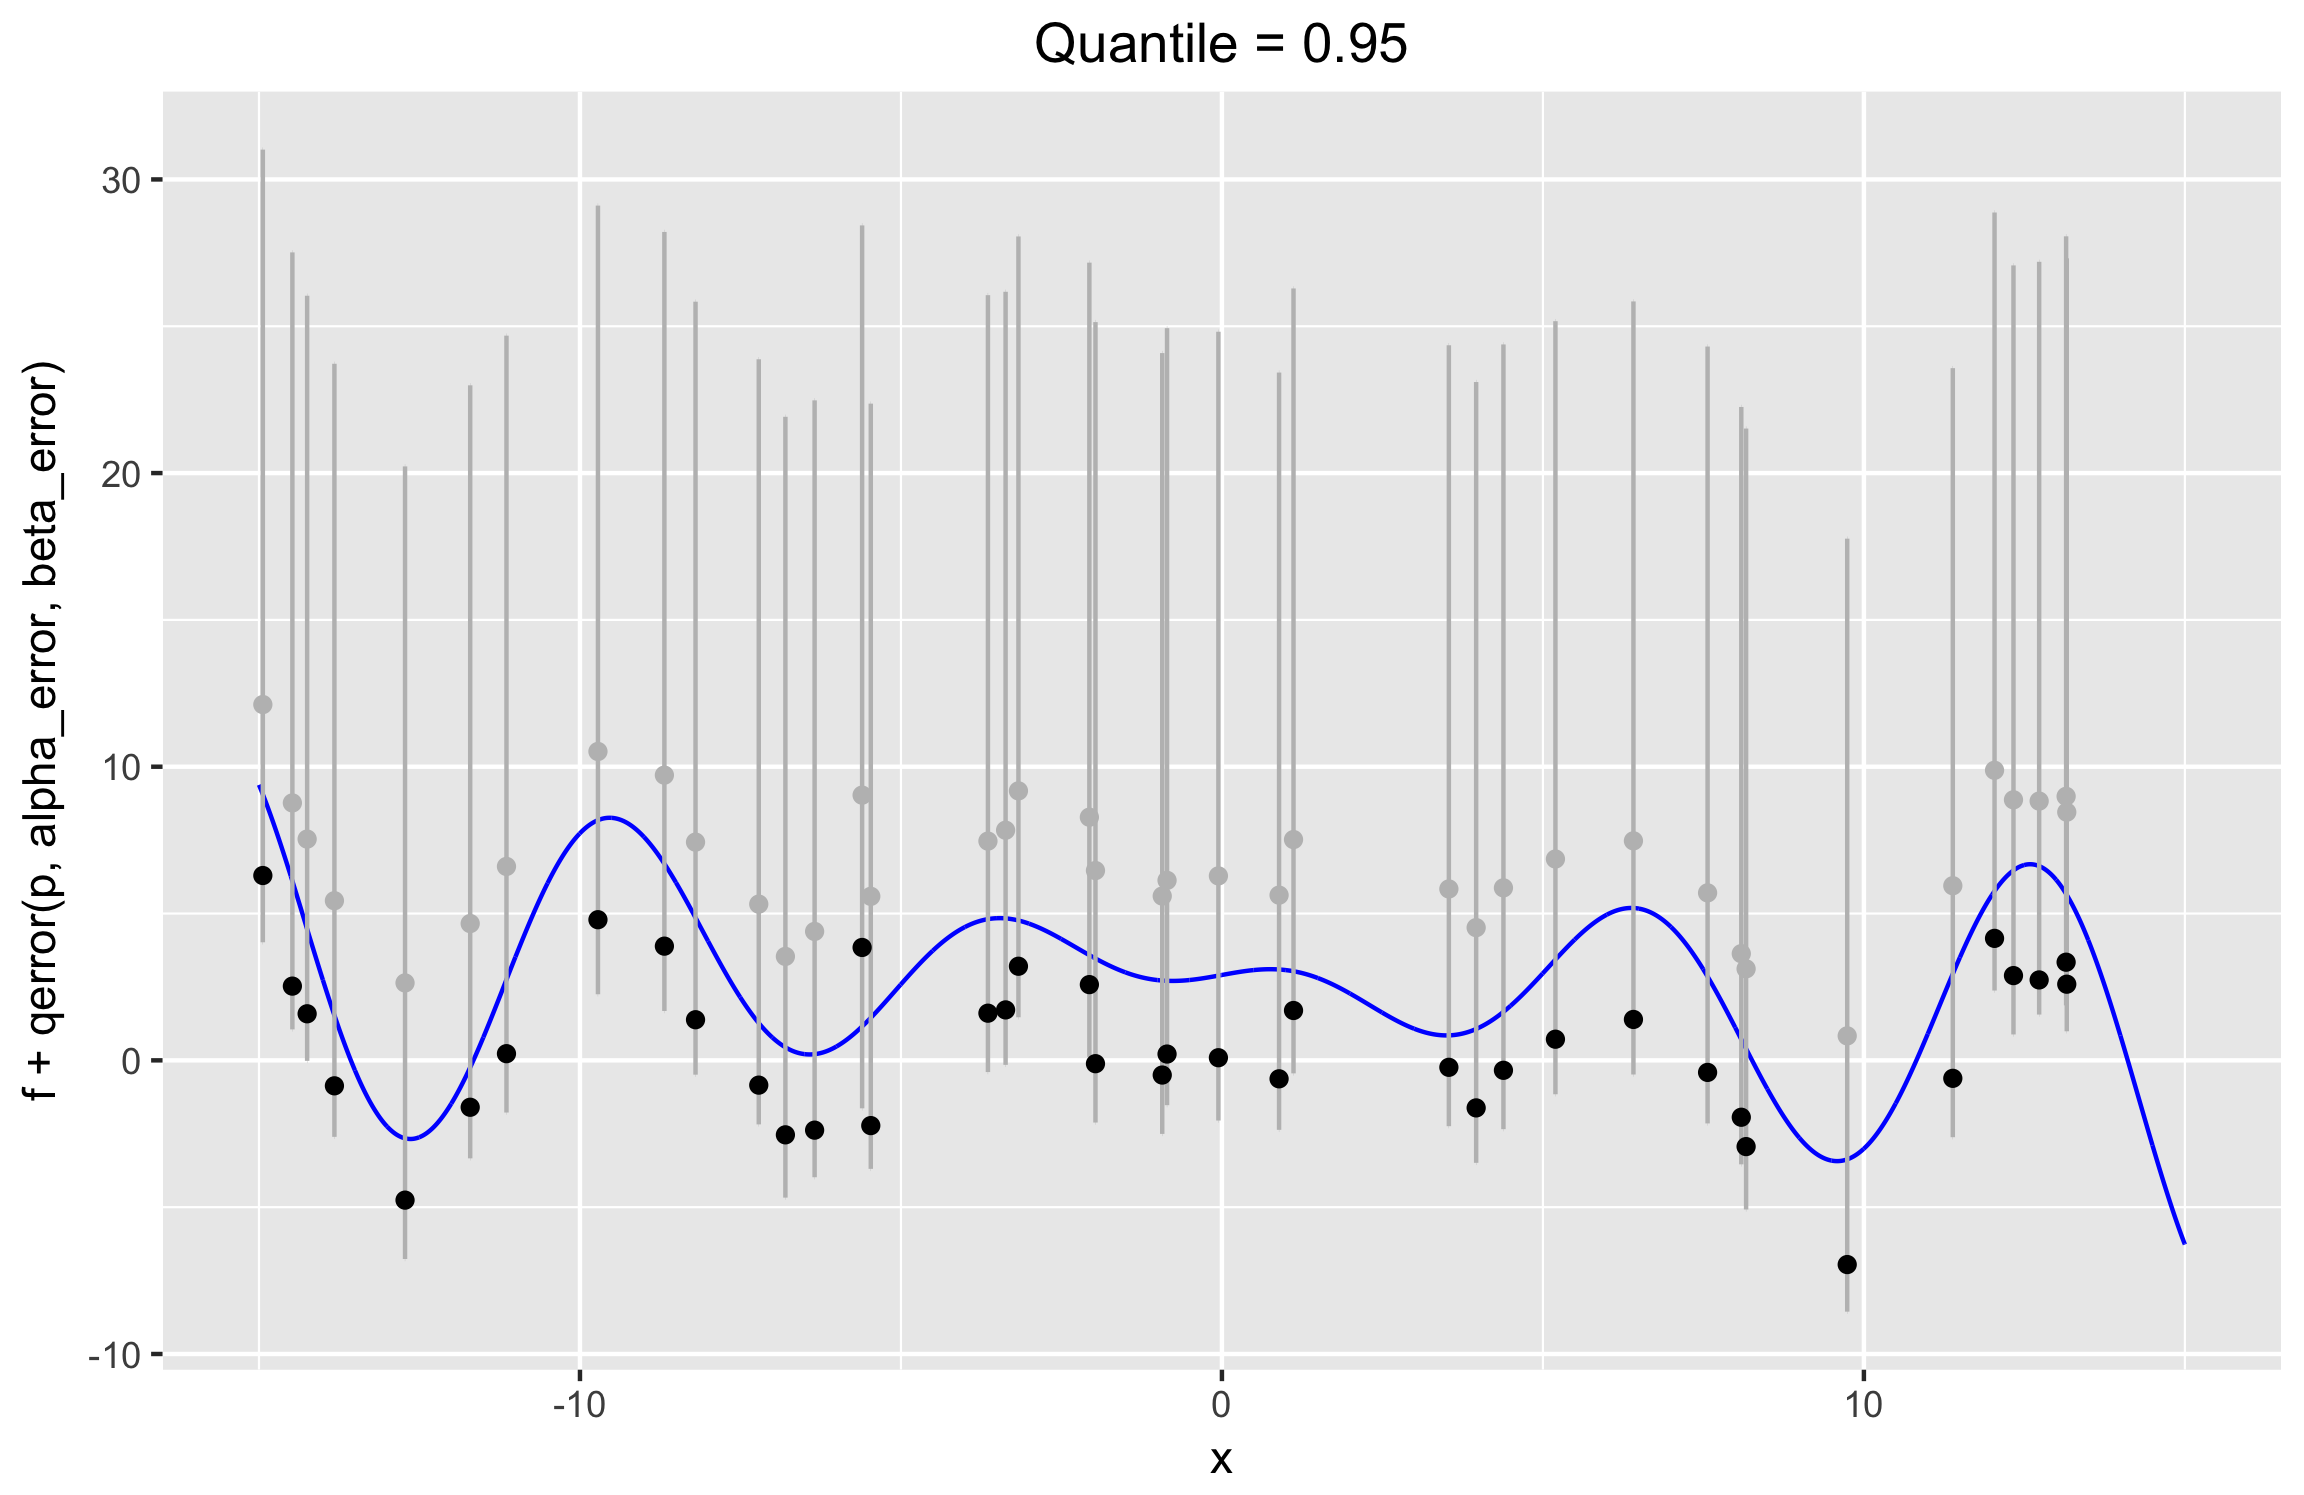 Quantile = 0.95
f + qerror(p, alpha_error, beta_error)
30
20
10
0
-10
-10
0
10
x